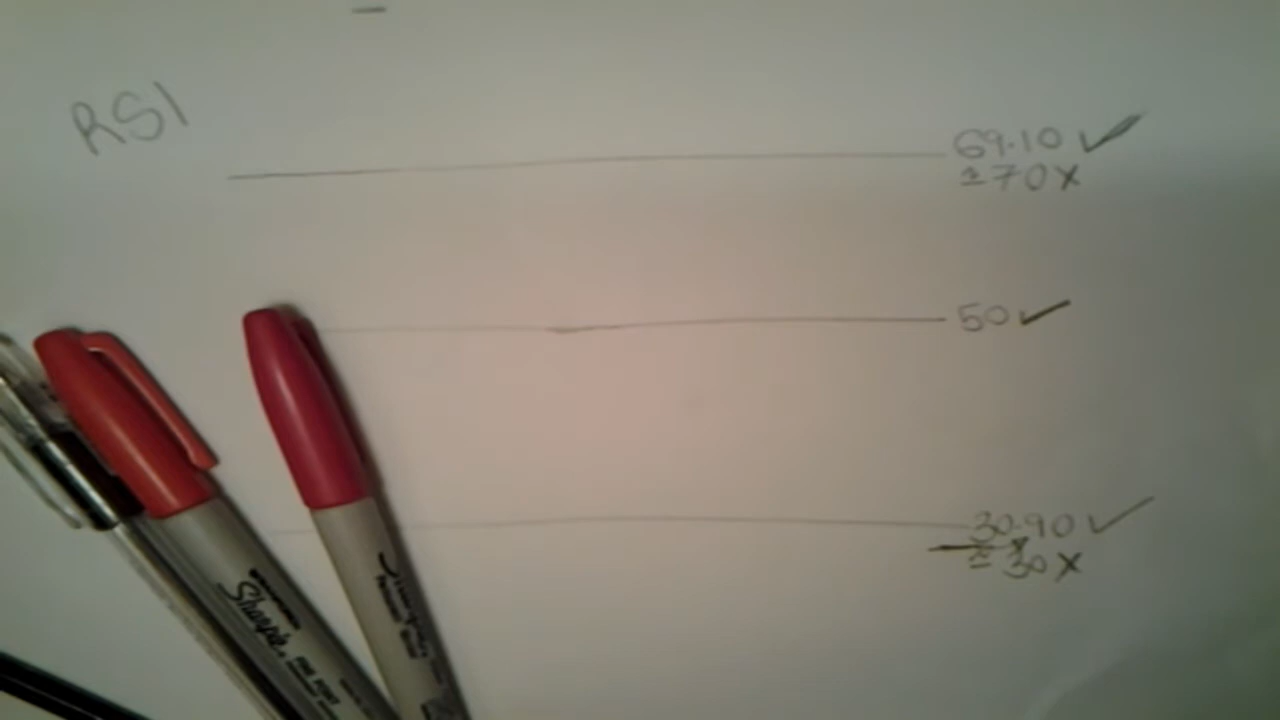 RSI
69.10 ✓
± 70 X
50 ✓
30.90 ✓
± 30 X
Sharpie